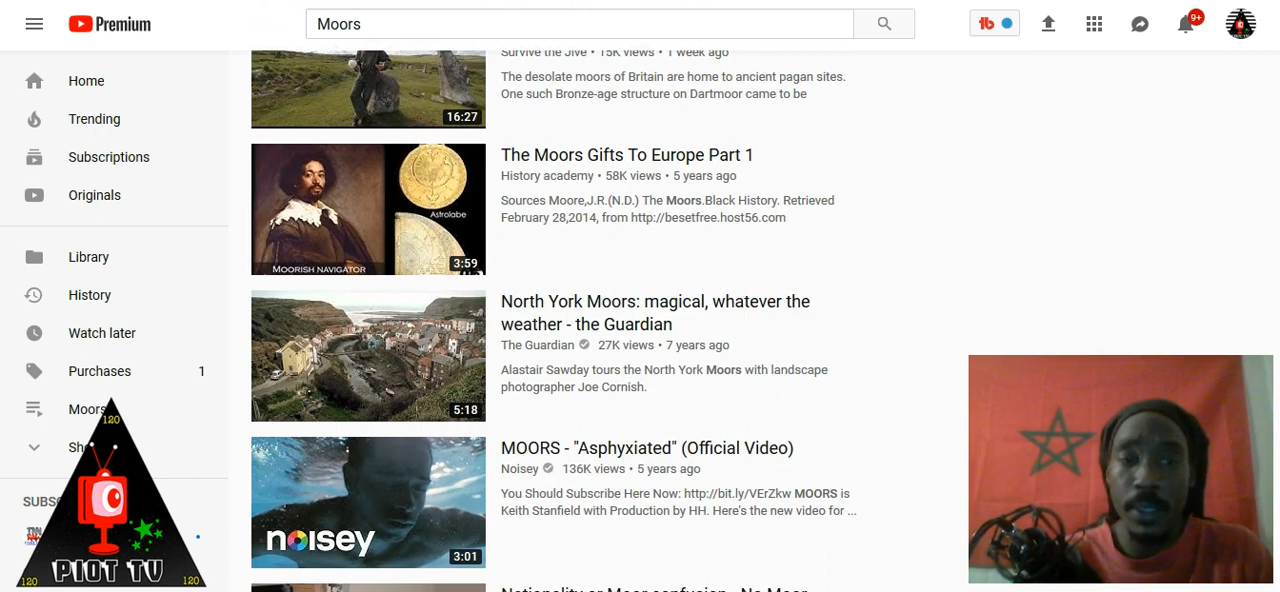 Premium
Moors
9+
Home
Trending
Subscriptions
Originals
Library
History
Watch later
Purchases 1
Moors
Survive the Jive • 15K views • 1 week ago
The desolate moors of Britain are home to ancient pagan sites.
One such Bronze-age structure on Dartmoor came to be
16:27
The Moors Gifts To Europe Part 1
History academy • 58K views • 5 years ago
Sources Moore,J.R.(N.D.) The Moors.Black History. Retrieved
February 28,2014, from http://besetfree.host56.com
Astrolabe
MOORISH NAVIGATOR
3:59
North York Moors: magical, whatever the
weather - the Guardian
The Guardian 27K views • 7 years ago
Alastair Sawday tours the North York Moors with landscape
photographer Joe Cornish.
5:18
MOORS - "Asphyxiated" (Official Video)
Noisey 136K views • 5 years ago
You Should Subscribe Here Now: http://bit.ly/VErZkw MOORS is
Keith Stanfield with Production by HH. Here's the new video for ...
noisey
3:01
Sh
SUBS
120
PIOT TV
120
120